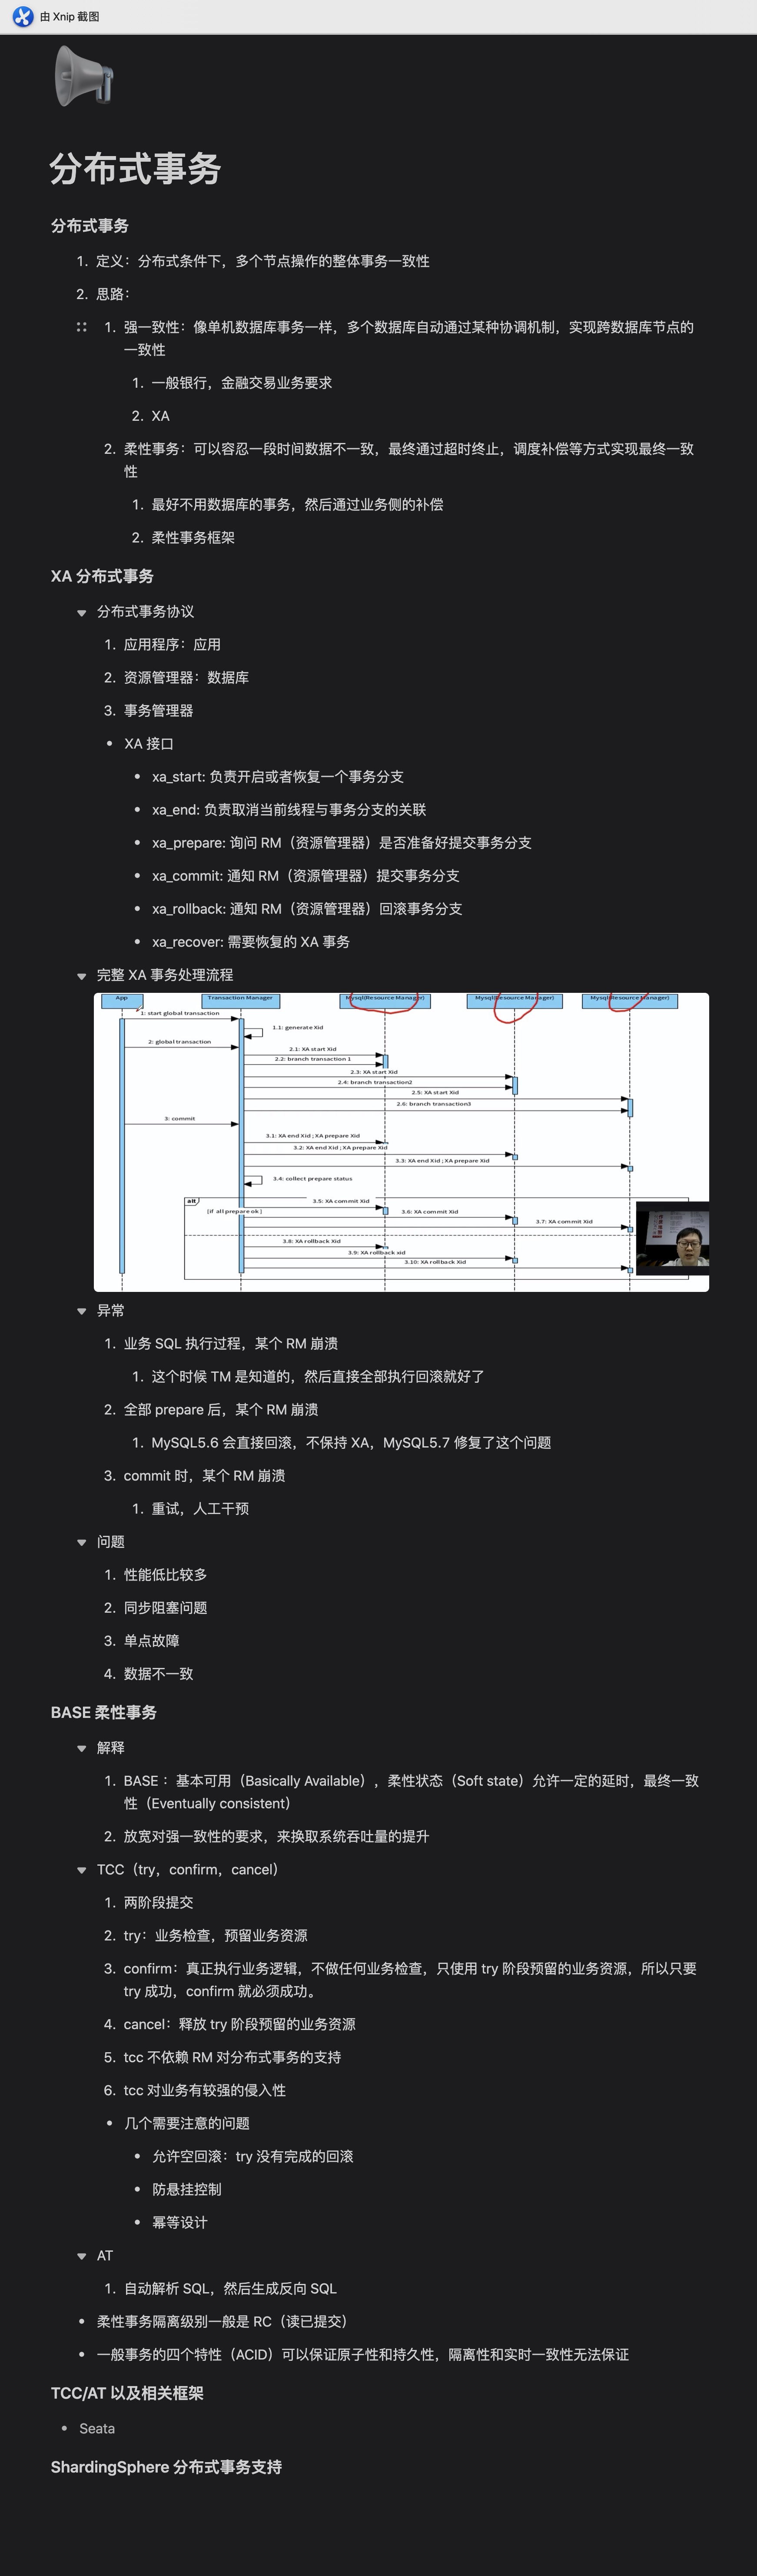 由 Xnip 截图
分布式事务
分布式事务
1. 定义：分布式条件下，多个节点操作的整体事务一致性
2. 思路：
1. 强一致性：像单机数据库事务一样，多个数据库自动通过某种协调机制，实现跨数据库节点的
一致性
1. 一般银行，金融交易业务要求
2. XA
2. 柔性事务：可以容忍一段时间数据不一致，最终通过超时终止，调度补偿等方式实现最终一致
性
1. 最好不用数据库的事务，然后通过业务侧的补偿
2. 柔性事务框架
XA 分布式事务
分布式事务协议
1. 应用程序：应用
2. 资源管理器：数据库
3. 事务管理器
• XA 接口
• xa_start: 负责开启或者恢复一个事务分支
• xa_end: 负责取消当前线程与事务分支的关联
• xa_prepare: 询问 RM（资源管理器）是否准备好提交事务分支
• xa_commit: 通知 RM（资源管理器）提交事务分支
• xa_rollback: 通知 RM（资源管理器）回滚事务分支
• xa_recover: 需要恢复的 XA 事务
完整 XA 事务处理流程
App Transaction Manager Mysql(Resource Manager) Mysql(Resource Manager) Mysql(Resource Manager)
1: start global transaction
1.1: generate Xid
2: global transaction
2.1: XA start Xid
2.2: branch transaction 1
2.3: XA start Xid
2.4: branch transaction2
2.5: XA start Xid
2.6: branch transaction3
3: commit
3.1: XA end Xid ; XA prepare Xid
3.2: XA end Xid ; XA prepare Xid
3.3: XA end Xid ; XA prepare Xid
3.4: collect prepare status
alt
3.5: XA commit Xid
[if all prepare ok ]
3.6: XA commit Xid
3.7: XA commit Xid
3.8: XA rollback Xid
3.9: XA rollback xid
3.10: XA rollback Xid
异常
1. 业务 SQL 执行过程，某个 RM 崩溃
1. 这个时候 TM 是知道的，然后直接全部执行回滚就好了
2. 全部 prepare 后，某个 RM 崩溃
1. MySQL5.6 会直接回滚，不保持 XA，MySQL5.7 修复了这个问题
3. commit 时，某个 RM 崩溃
1. 重试，人工干预
问题
1. 性能低比较多
2. 同步阻塞问题
3. 单点故障
4. 数据不一致
BASE 柔性事务
解释
1. BASE ：基本可用（Basically Available），柔性状态（Soft state）允许一定的延时，最终一致
性（Eventually consistent）
2. 放宽对强一致性的要求，来换取系统吞吐量的提升
TCC（try，confirm，cancel）
1. 两阶段提交
2. try：业务检查，预留业务资源
3. confirm：真正执行业务逻辑，不做任何业务检查，只使用 try 阶段预留的业务资源，所以只要
try 成功，confirm 就必须成功。
4. cancel：释放 try 阶段预留的业务资源
5. tcc 不依赖 RM 对分布式事务的支持
6. tcc 对业务有较强的侵入性
• 几个需要注意的问题
• 允许空回滚：try 没有完成的回滚
• 防悬挂控制
• 幂等设计
AT
1. 自动解析 SQL，然后生成反向 SQL
• 柔性事务隔离级别一般是 RC（读已提交）
• 一般事务的四个特性（ACID）可以保证原子性和持久性，隔离性和实时一致性无法保证
TCC/AT 以及相关框架
• Seata
ShardingSphere 分布式事务支持